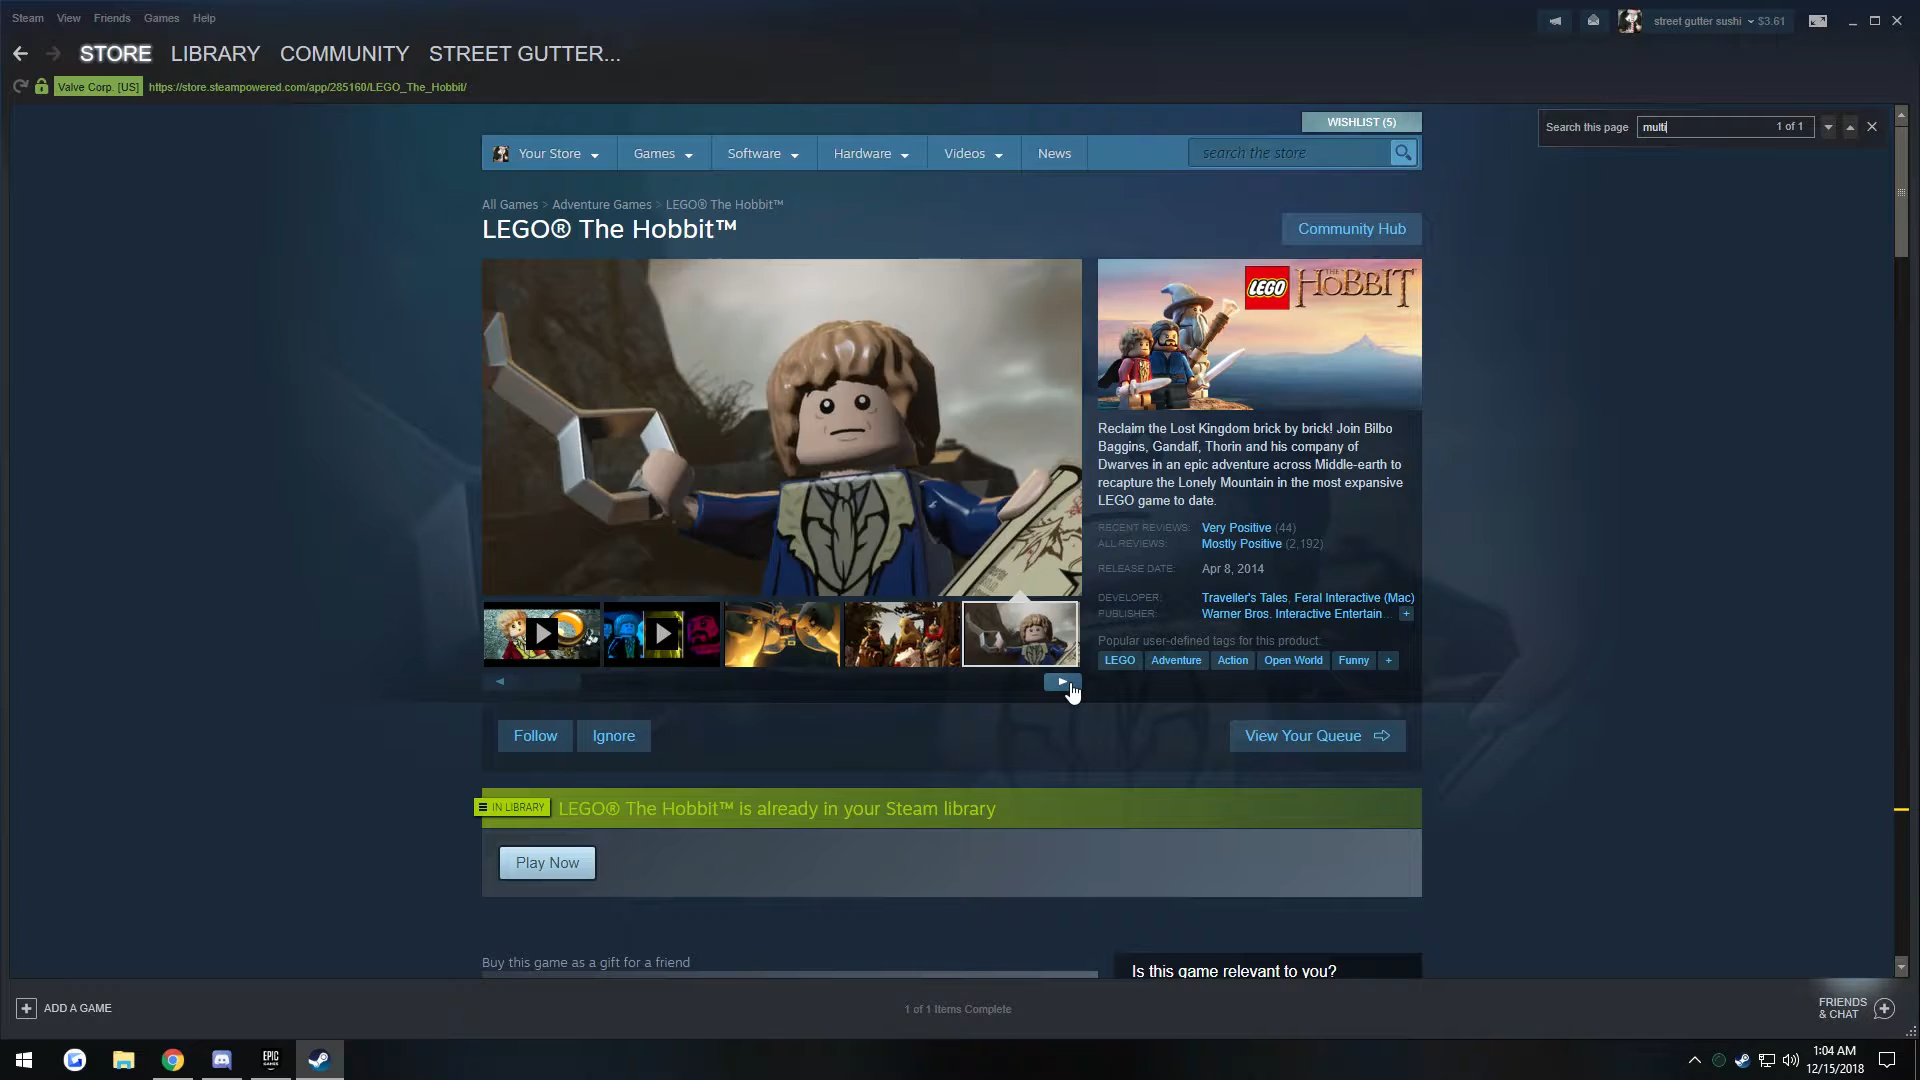 Steam View Friends Games Help
street gutter sushi $3.61
STORE LIBRARY COMMUNITY STREET GUTTER...
Valve Corp. [US] https://store.steampowered.com/app/285160/LEGO_The_Hobbit/
Search this page multi 1 of 1
WISHLIST (5)
Your Store Games Software Hardware Videos News search the store
All Games > Adventure Games > LEGO® The Hobbit™
LEGO® The Hobbit™
Community Hub
LEGO THE HOBBIT
Reclaim the Lost Kingdom brick by brick! Join Bilbo
Baggins, Gandalf, Thorin and his company of
Dwarves in an epic adventure across Middle-earth to
recapture the Lonely Mountain in the most expansive
LEGO game to date.
RECENT REVIEWS: Very Positive (44)
ALL REVIEWS: Mostly Positive (2,192)
RELEASE DATE: Apr 8, 2014
DEVELOPER: Traveller's Tales, Feral Interactive (Mac)
PUBLISHER: Warner Bros. Interactive Entertain... +
Popular user-defined tags for this product:
LEGO Adventure Action Open World Funny +
Follow Ignore View Your Queue
IN LIBRARY LEGO® The Hobbit™ is already in your Steam library
Play Now
Buy this game as a gift for a friend
Is this game relevant to you?
+ ADD A GAME
1 of 1 Items Complete
FRIENDS
& CHAT
EPIC
GAMES
1:04 AM
12/15/2018